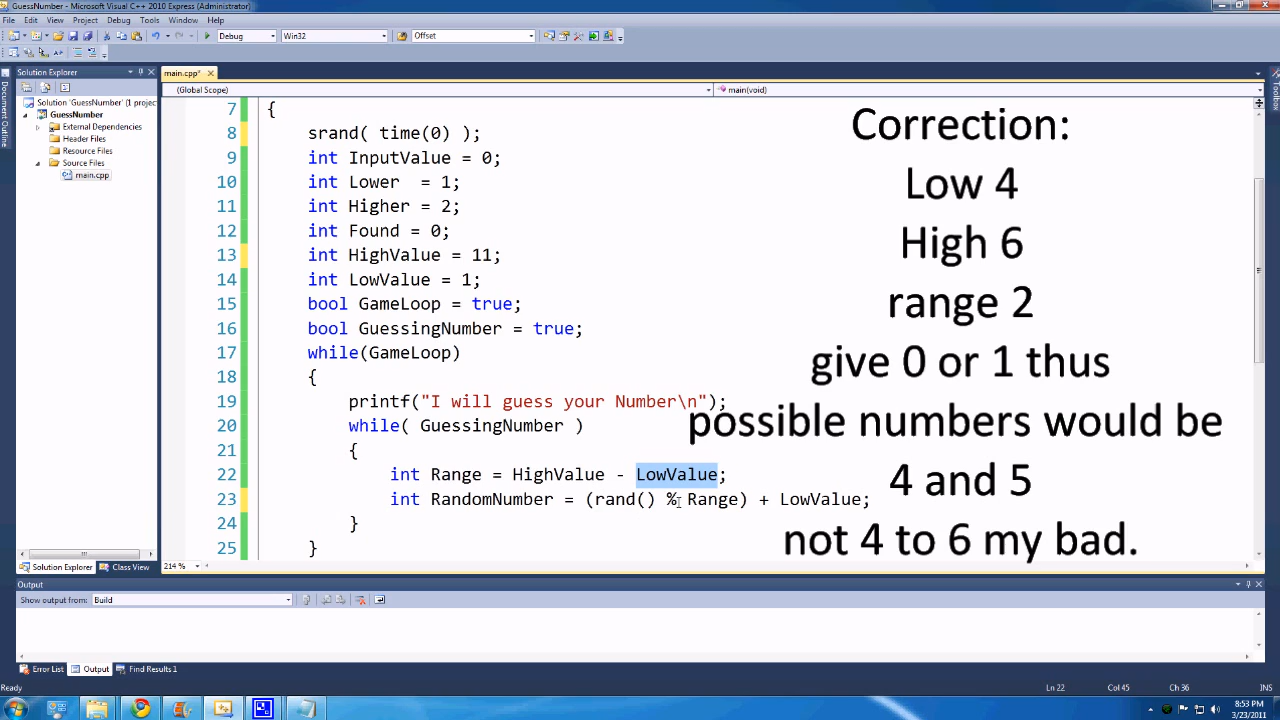 GuessNumber - Microsoft Visual C++ 2010 Express (Administrator)
File Edit View Project Debug Tools Window Help
Debug Win32 Offset
Solution Explorer
main.cpp*
(Global Scope) main(void)
Document Outline
Toolbox
Solution 'GuessNumber' (1 projec
GuessNumber
External Dependencies
Header Files
Resource Files
Source Files
main.cpp
7 {
8 srand( time(0) );
9 int InputValue = 0;
10 int Lower  = 1;
11 int Higher = 2;
12 int Found = 0;
13 int HighValue = 11;
14 int LowValue = 1;
15 bool GameLoop = true;
16 bool GuessingNumber = true;
17 while(GameLoop)
18 {
19 printf("I will guess your Number\n");
20 while( GuessingNumber )
21 {
22 int Range = HighValue - LowValue;
23 int RandomNumber = (rand() % Range) + LowValue;
24 }
25 }
Correction:
Low 4
High 6
range 2
give 0 or 1 thus
possible numbers would be
4 and 5
not 4 to 6 my bad.
214 %
Solution Explorer Class View
Output
Show output from: Build
Error List Output Find Results 1
Ready Ln 22 Col 45 Ch 36 INS
8:53 PM
3/23/2011